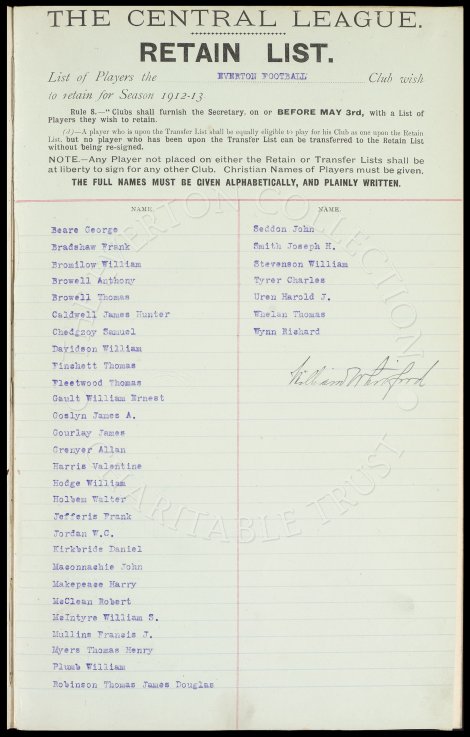 THE CENTRAL LEAGUE.
RETAIN LIST.
List of Players the EVERTON FOOTBALL Club wish
to retain for Season 1912-13
Rule 8.—"Clubs shall furnish the Secretary, on or BEFORE MAY 3rd, with a List of
Players they wish to retain.
(d)—A player who is upon the Transfer List shall be equally eligible to play for his Club as one upon the Retain
List, but no player who has been upon the Transfer List can be transferred to the Retain List
without being re-signed.
NOTE.—Any Player not placed on either the Retain or Transfer Lists shall be
at liberty to sign for any other Club. Christian Names of Players must be given.
THE FULL NAMES MUST BE GIVEN ALPHABETICALLY, AND PLAINLY WRITTEN.
NAME.
Beare George
Bradshaw Frank
Bromilow William
Browell Anthony
Browell Thomas
Caldwell James Hunter
Chedgzoy Samuel
Davidson William
Finchett Thomas
Fleetwood Thomas
Gault William Ernest
Goslyn James A.
Gourlay James
Grenyer Allan
Harris Valentine
Hodge William
Holbem Walter
Jefferis Frank
Jordan W.C.
Kirkbride Daniel
Maconnachie John
Makepeace Harry
McClean Robert
McIntyre William S.
Mullins Francis J.
Myers Thomas Henry
Plumb William
Robinson Thomas James Douglas
NAME.
Seddon John
Smith Joseph H.
Stevenson William
Tyrer Charles
Uren Harold J.
Whelan Thomas
Wynn Richard
William Whitford
EVERTON COLLECTION CHARITABLE TRUST